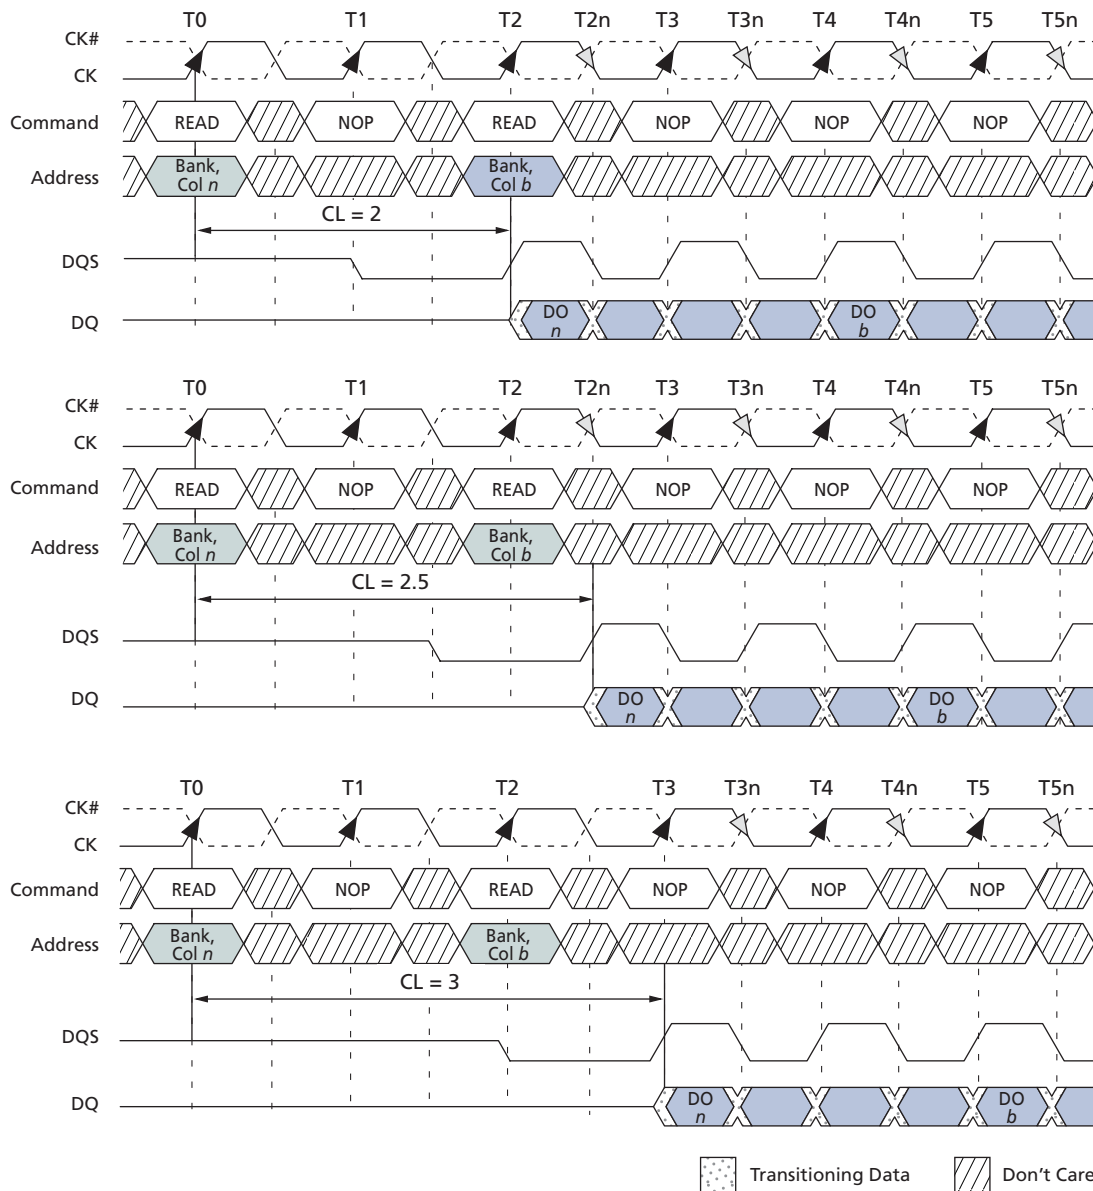 T0 T1 T2 T2n T3 T3n T4 T4n T5 T5n
CK#
CK
Command READ NOP READ NOP NOP NOP
Address Bank, Col n Bank, Col b
CL = 2
DQS
DQ DO n DO b
T0 T1 T2 T2n T3 T3n T4 T4n T5 T5n
CK#
CK
Command READ NOP READ NOP NOP NOP
Address Bank, Col n Bank, Col b
CL = 2.5
DQS
DQ DO n DO b
T0 T1 T2 T3 T3n T4 T4n T5 T5n
CK#
CK
Command READ NOP READ NOP NOP NOP
Address Bank, Col n Bank, Col b
CL = 3
DQS
DQ DO n DO b
Transitioning Data Don't Care